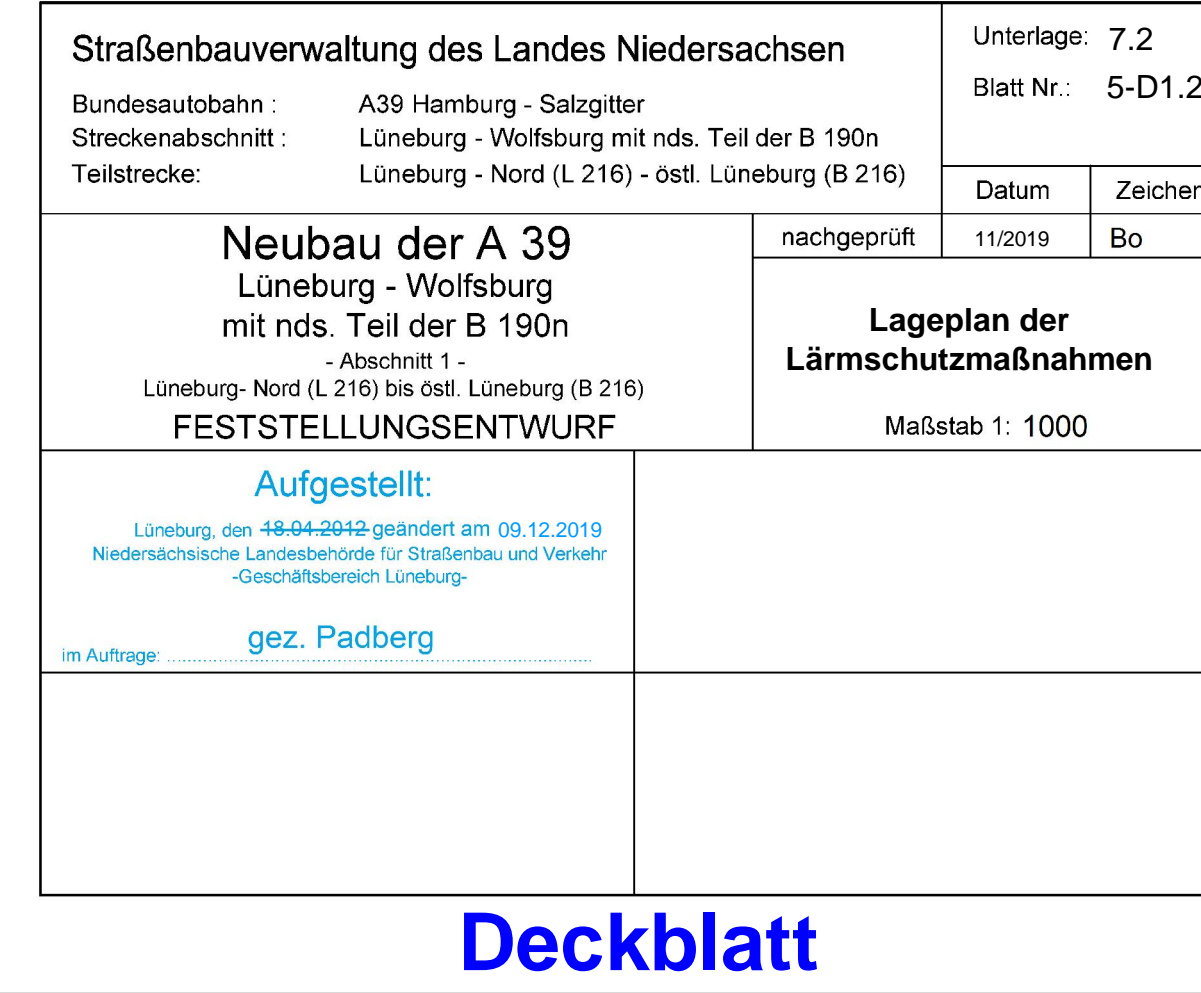 Straßenbauverwaltung des Landes Niedersachsen
Bundesautobahn : A39 Hamburg - Salzgitter
Streckenabschnitt : Lüneburg - Wolfsburg mit nds. Teil der B 190n
Teilstrecke: Lüneburg - Nord (L 216) - östl. Lüneburg (B 216)
Unterlage: 7.2
Blatt Nr.: 5-D1.2
Datum Zeichen
nachgeprüft 11/2019 Bo
Neubau der A 39
Lüneburg - Wolfsburg
mit nds. Teil der B 190n
- Abschnitt 1 -
Lüneburg- Nord (L 216) bis östl. Lüneburg (B 216)
FESTSTELLUNGSENTWURF
Lageplan der
Lärmschutzmaßnahmen
Maßstab 1: 1000
Aufgestellt:
Lüneburg, den 18.04.2012 geändert am 09.12.2019
Niedersächsische Landesbehörde für Straßenbau und Verkehr
-Geschäftsbereich Lüneburg-
gez. Padberg
im Auftrage:
Deckblatt